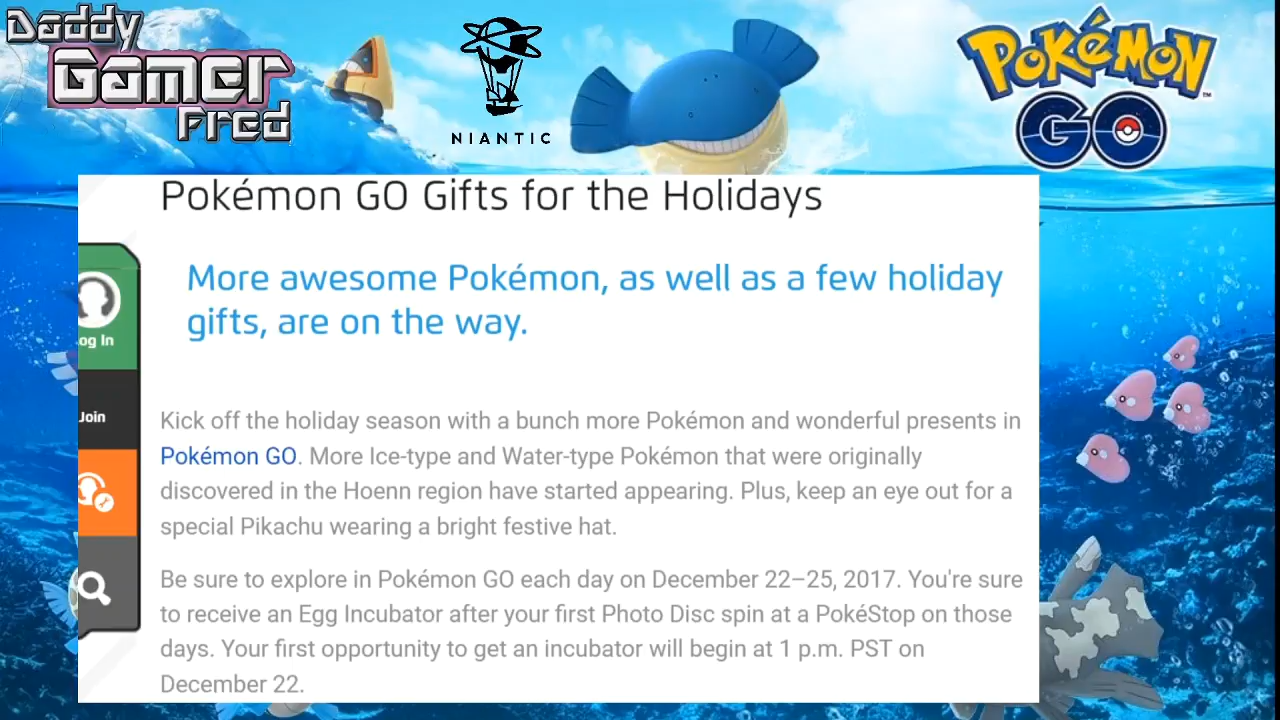 Daddy
Gamer
Fred
NIANTIC
POKéMON
GO
TM
Pokémon GO Gifts for the Holidays
More awesome Pokémon, as well as a few holiday
gifts, are on the way.
og In
Join
Kick off the holiday season with a bunch more Pokémon and wonderful presents in
Pokémon GO. More Ice-type and Water-type Pokémon that were originally
discovered in the Hoenn region have started appearing. Plus, keep an eye out for a
special Pikachu wearing a bright festive hat.
Be sure to explore in Pokémon GO each day on December 22–25, 2017. You're sure
to receive an Egg Incubator after your first Photo Disc spin at a PokéStop on those
days. Your first opportunity to get an incubator will begin at 1 p.m. PST on
December 22.